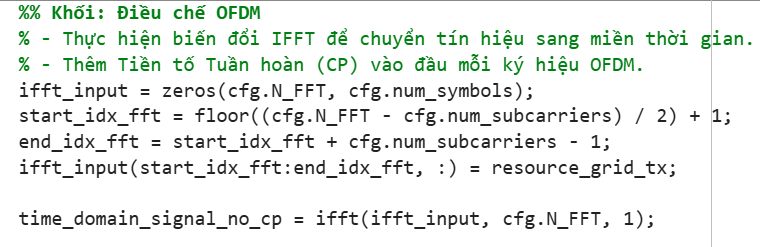 %% Khối: Điều chế OFDM
% - Thực hiện biến đổi IFFT để chuyển tín hiệu sang miền thời gian.
% - Thêm Tiền tố Tuần hoàn (CP) vào đầu mỗi ký hiệu OFDM.
ifft_input = zeros(cfg.N_FFT, cfg.num_symbols);
start_idx_fft = floor((cfg.N_FFT - cfg.num_subcarriers) / 2) + 1;
end_idx_fft = start_idx_fft + cfg.num_subcarriers - 1;
ifft_input(start_idx_fft:end_idx_fft, :) = resource_grid_tx;
time_domain_signal_no_cp = ifft(ifft_input, cfg.N_FFT, 1);